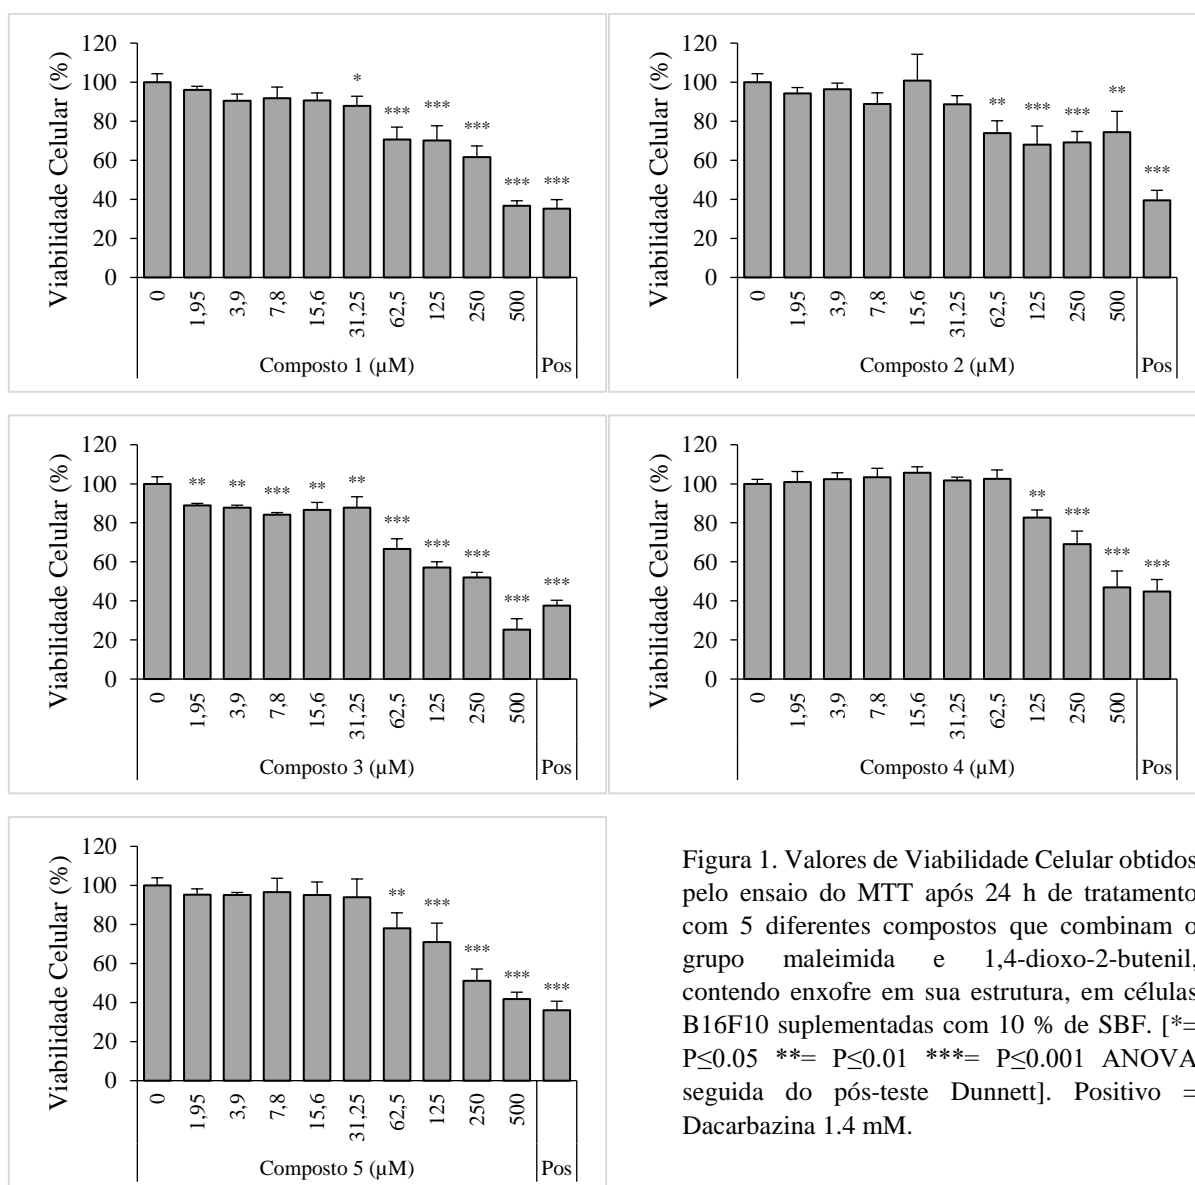 120
100
80
60
40
20
0
Viabilidade Celular (%)
* *** *** *** *** ***
0 1,95 3,9 7,8 15,6 31,25 62,5 125 250 500
Composto 1 (µM) Pos
120
100
80
60
40
20
0
Viabilidade Celular (%)
** *** *** ** ***
0 1,95 3,9 7,8 15,6 31,25 62,5 125 250 500
Composto 2 (µM) Pos
120
100
80
60
40
20
0
Viabilidade Celular (%)
** ** *** ** ** *** *** *** *** ***
0 1,95 3,9 7,8 15,6 31,25 62,5 125 250 500
Composto 3 (µM) Pos
120
100
80
60
40
20
0
Viabilidade Celular (%)
** *** *** ***
0 1,95 3,9 7,8 15,6 31,25 62,5 125 250 500
Composto 4 (µM) Pos
120
100
80
60
40
20
0
Viabilidade Celular (%)
** *** *** *** ***
0 1,95 3,9 7,8 15,6 31,25 62,5 125 250 500
Composto 5 (µM) Pos
Figura 1. Valores de Viabilidade Celular obtidos
pelo ensaio do MTT após 24 h de tratamento
com 5 diferentes compostos que combinam o
grupo maleimida e 1,4-dioxo-2-butenil,
contendo enxofre em sua estrutura, em células
B16F10 suplementadas com 10 % de SBF. [*=
P≤0.05 **= P≤0.01 ***= P≤0.001 ANOVA
seguida do pós-teste Dunnett]. Positivo =
Dacarbazina 1.4 mM.